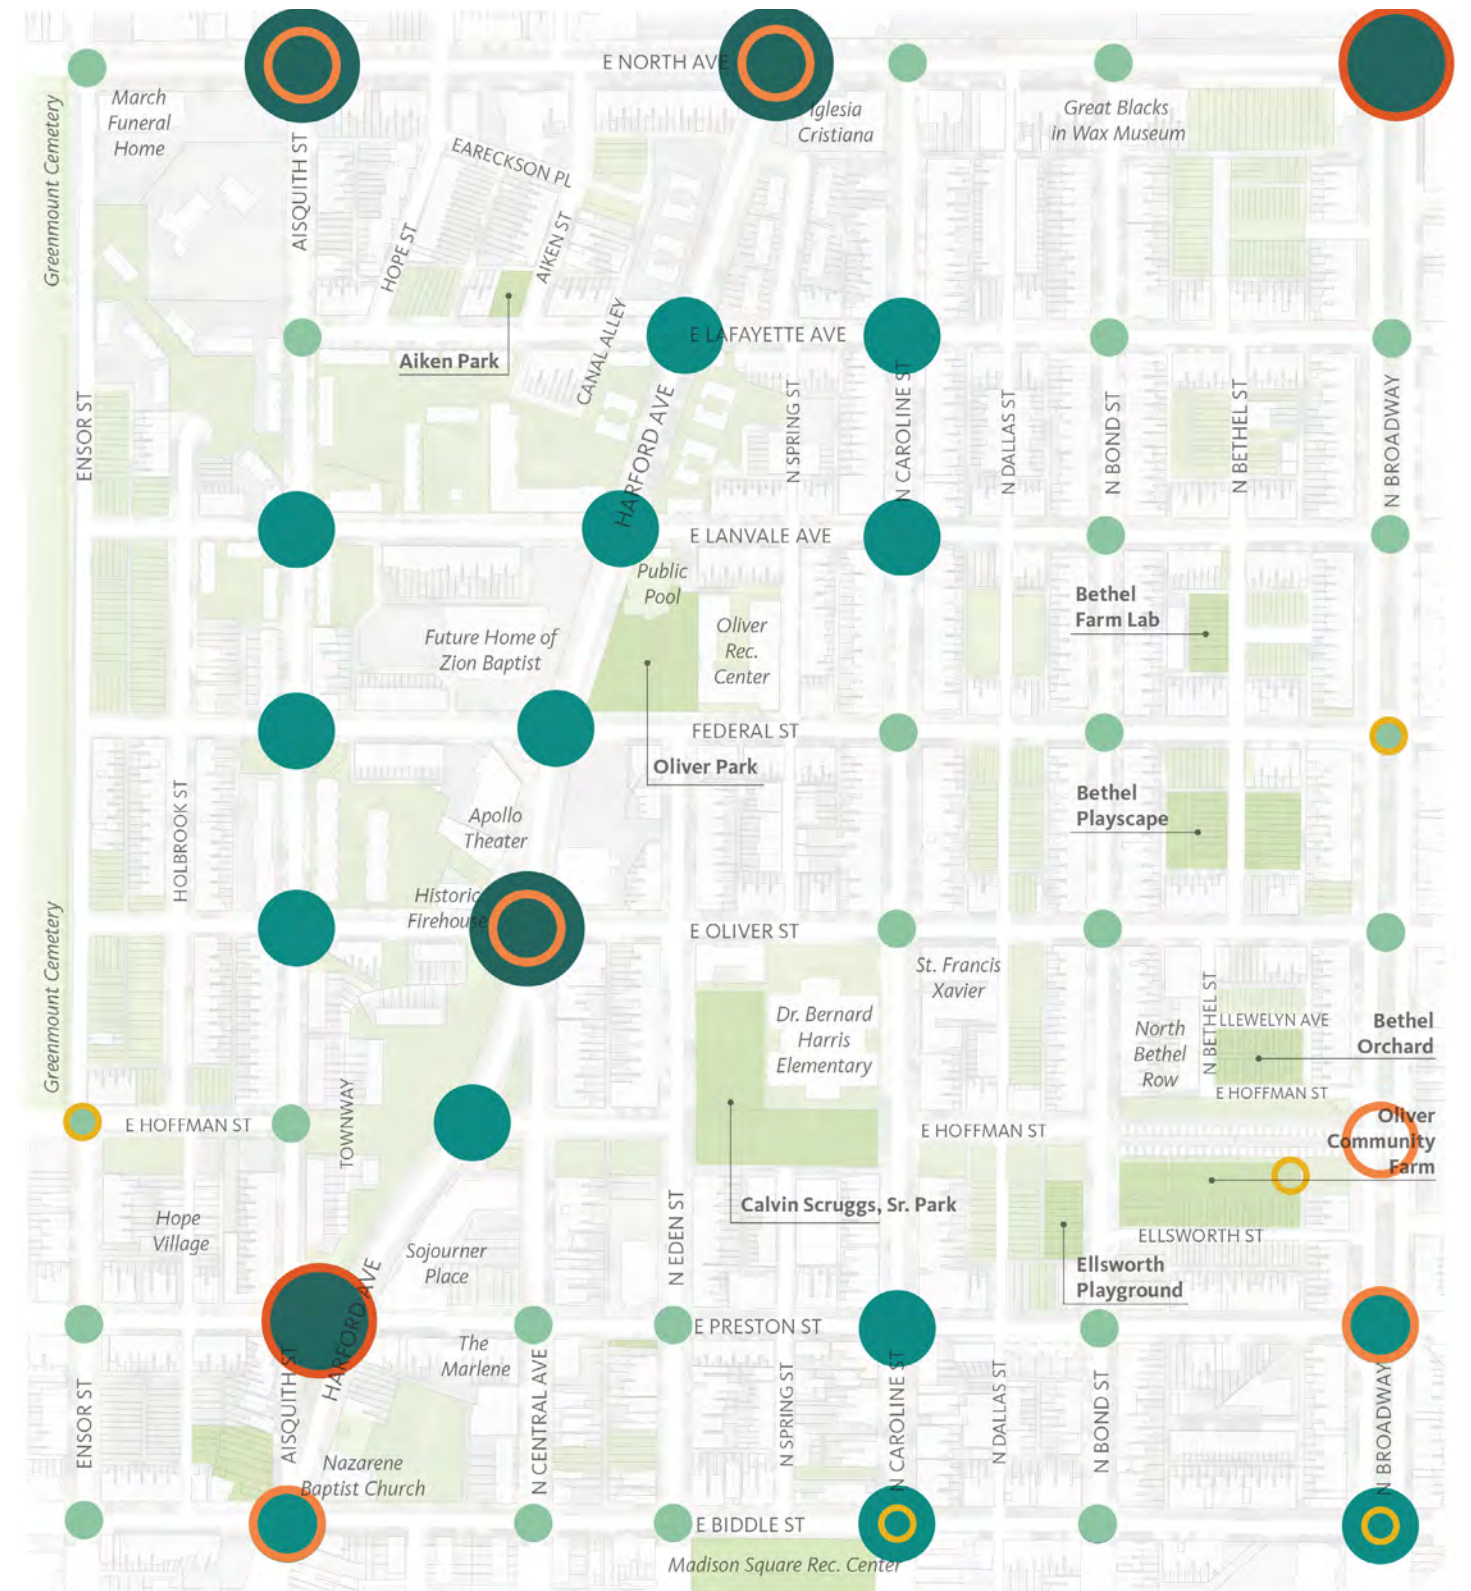 E NORTH AVE
March
Funeral
Home
Iglesia
Cristiana
Great Blacks
in Wax Museum
Greenmount Cemetery
AISQUITH ST
EARECKSON PL
HOPE ST
AIKEN ST
CANAL ALLEY
E LAFAYETTE AVE
Aiken Park
ENSOR ST
HARFORD AVE
N SPRING ST
N CAROLINE ST
N DALLAS ST
N BOND ST
N BETHEL ST
N BROADWAY
E LANVALE AVE
Public
Pool
Bethel
Farm Lab
Future Home of
Zion Baptist
Oliver
Rec.
Center
FEDERAL ST
Oliver Park
HOLBROOK ST
Apollo
Theater
Bethel
Playscape
Historic
Firehouse
E OLIVER ST
Greenmount Cemetery
St. Francis
Xavier
Dr. Bernard
Harris
Elementary
North
Bethel
Row
N BETHEL ST
LLEWELYN AVE
Bethel
Orchard
E HOFFMAN ST
TOWNWAY
E HOFFMAN ST
E HOFFMAN ST
Oliver
Community
Farm
Calvin Scruggs, Sr. Park
Hope
Village
Sojourner
Place
N EDEN ST
ELLSWORTH ST
Ellsworth
Playground
HARFORD AVE
E PRESTON ST
The
Marlene
ENSOR ST
AISQUITH ST
N CENTRAL AVE
N SPRING ST
N CAROLINE ST
N DALLAS ST
N BOND ST
N BROADWAY
Nazarene
Baptist Church
E BIDDLE ST
Madison Square Rec. Center